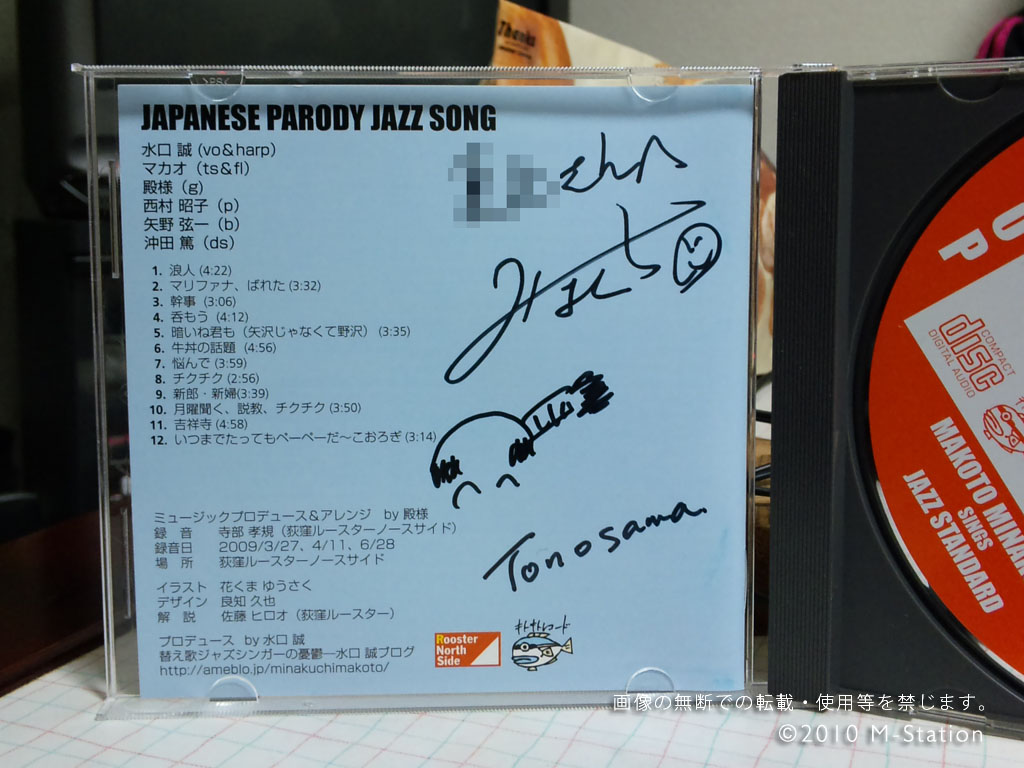 Thanks
JAPANESE PARODY JAZZ SONG
水口 誠 (vo&harp)
マカオ (ts&fl)
殿様 (g)
西村 昭子 (p)
矢野 弦一 (b)
沖田 篤 (ds)
さんへ
みなくち
1. 浪人 (4:22)
2. マリファナ、ばれた (3:32)
3. 幹事 (3:06)
4. 呑もう (4:12)
5. 暗いね君も（矢沢じゃなくて野沢） (3:35)
6. 牛丼の話題 (4:56)
7. 悩んで (3:59)
8. チクチク (2:56)
9. 新郎・新婦 (3:39)
10. 月曜聞く、説教、チクチク (3:50)
11. 吉祥寺 (4:58)
12. いつまでたってもペーペーだ〜こおろぎ (3:14)
Tonosama
ミュージックプロデュース&アレンジ by 殿様
録 音 寺部 孝規（荻窪ルースターノースサイド）
録音日 2009/3/27、4/11、6/28
場 所 荻窪ルースターノースサイド
イラスト 花くま ゆうさく
デザイン 良知 久也
解 説 佐藤 ヒロオ（荻窪ルースター）
プロデュース by 水口 誠
替え歌ジャズシンガーの憂鬱―水口 誠ブログ
http://ameblo.jp/minakuchimakoto/
Rooster
North
Side
P
COMPACT
disc
DIGITAL AUDIO
MAKOTO MINA
SINGS
JAZZ STANDARD
画像の無断での転載・使用等を禁じます。
©2010 M-Station